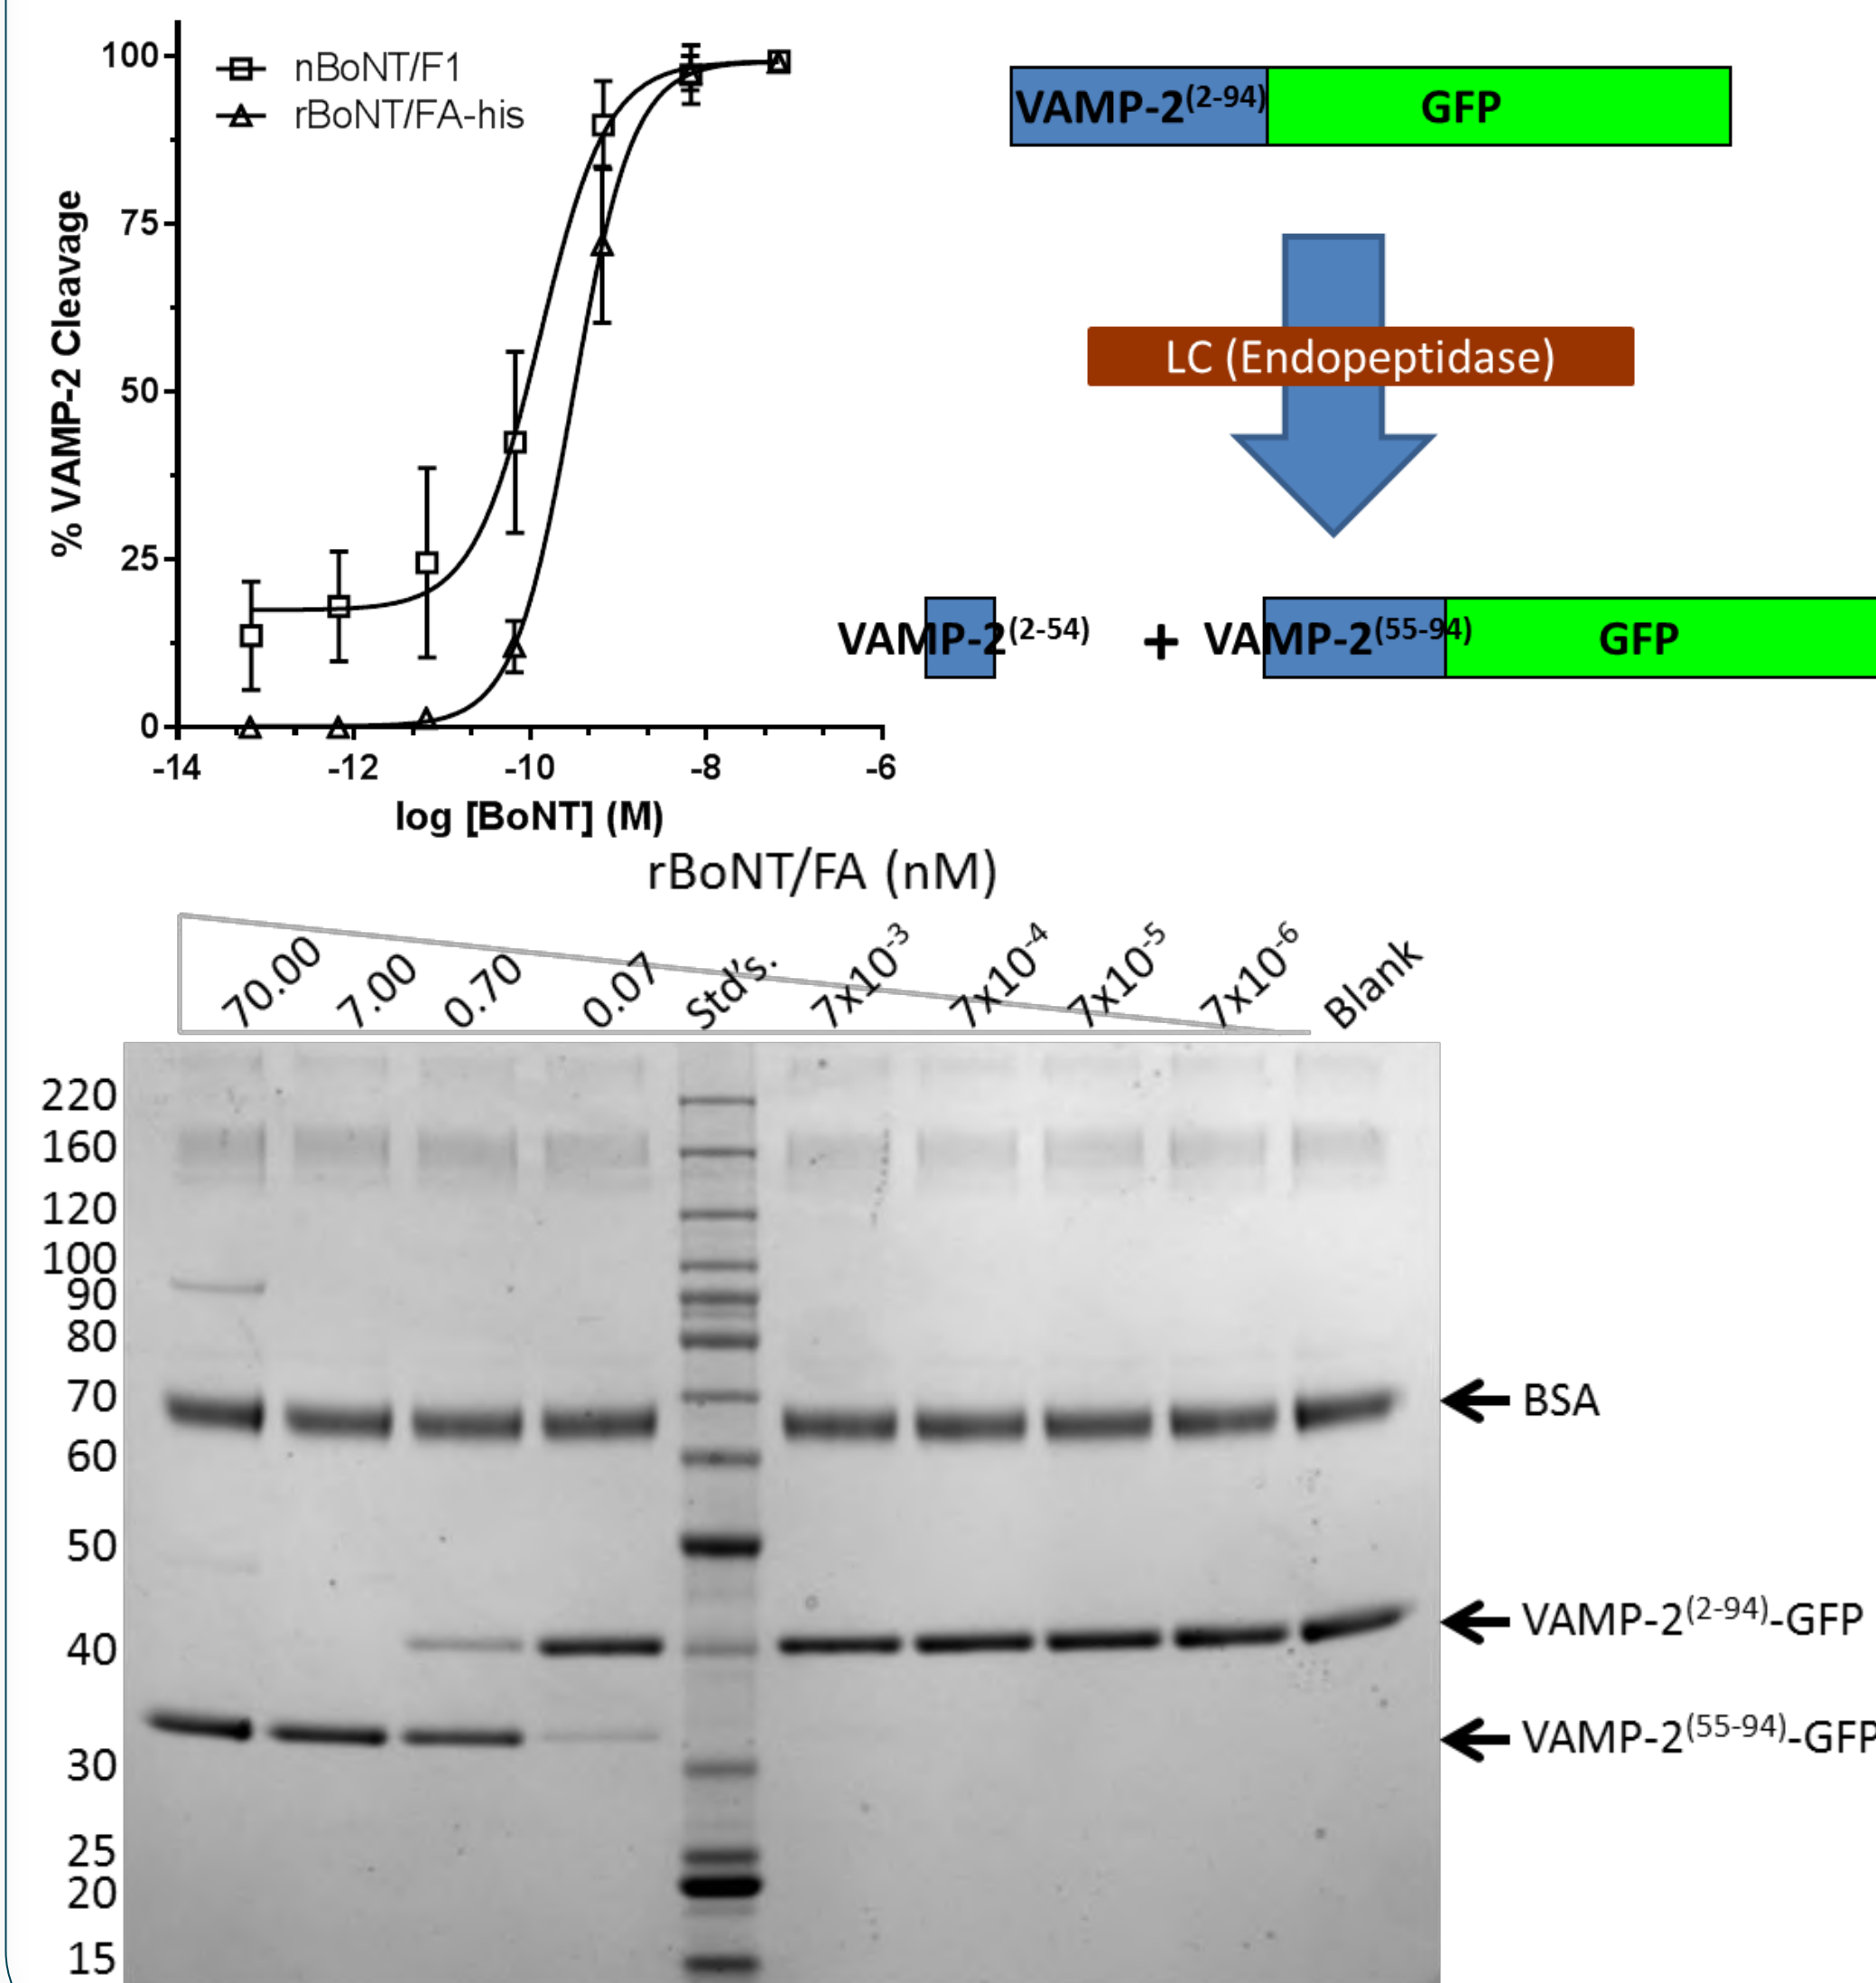 100
75
50
25
0
% VAMP-2 Cleavage
nBoNT/F1
rBoNT/FA-his
-14 -12 -10 -8 -6
log [BoNT] (M)
VAMP-2(2-94) GFP
LC (Endopeptidase)
VAMP-2(2-54) + VAMP-2(55-94) GFP
rBoNT/FA (nM)
70.00 7.00 0.70 0.07 Std's. 7x10-3 7x10-4 7x10-5 7x10-6 Blank
220
160
120
100
90
80
70
60
50
40
30
25
20
15
BSA
VAMP-2(2-94)-GFP
VAMP-2(55-94)-GFP